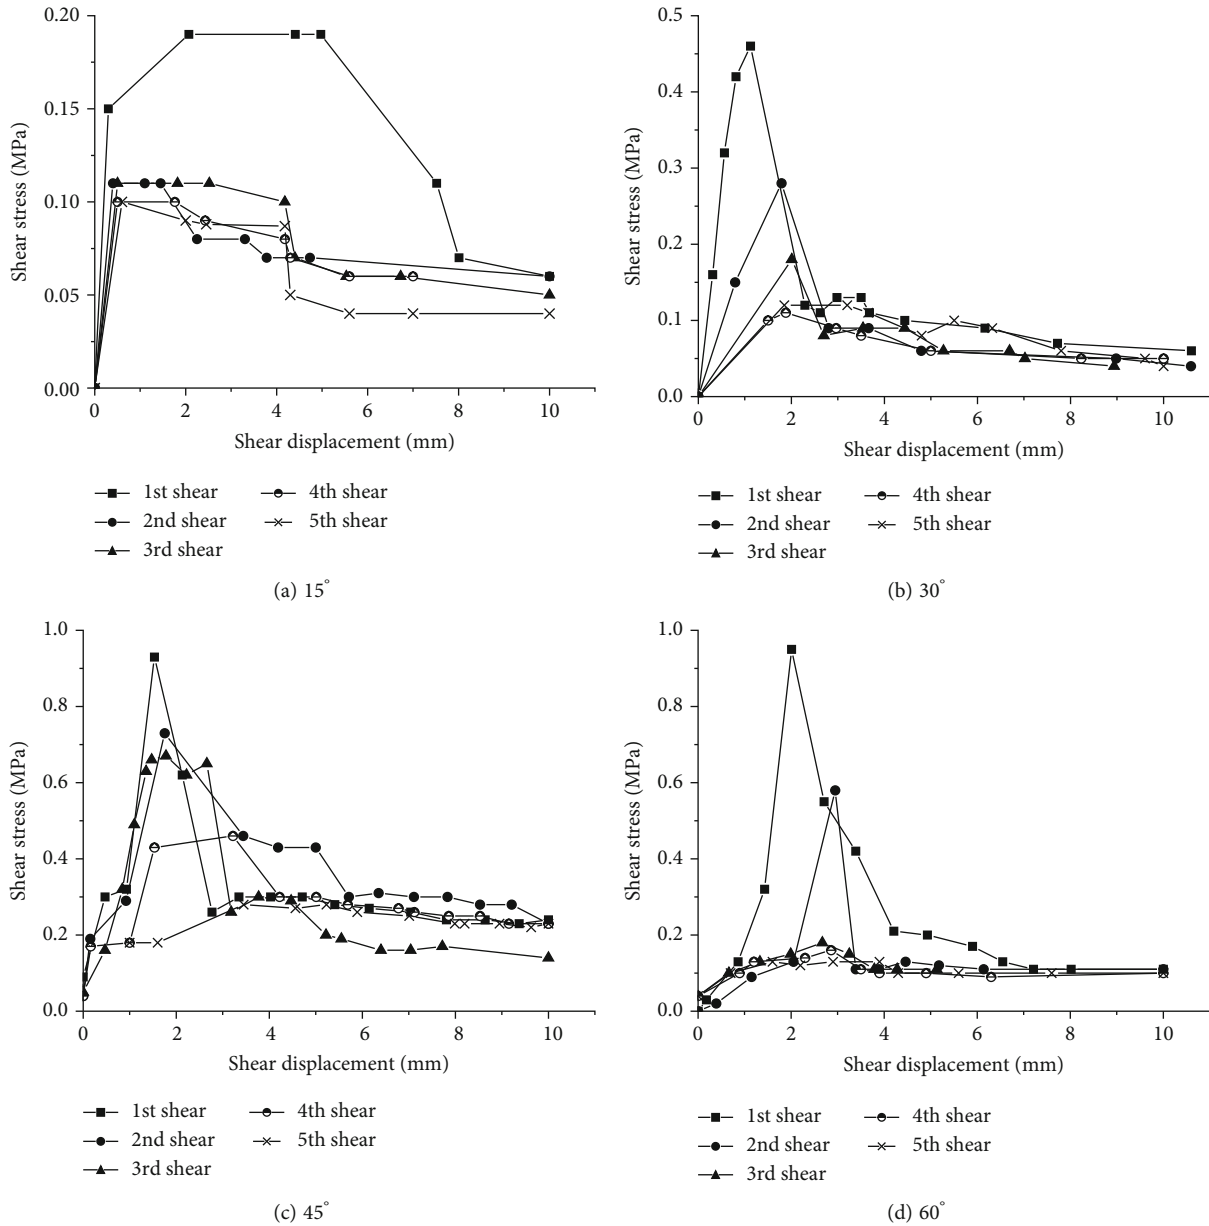 0.20
0.15
0.10
0.05
0.00
Shear stress (MPa)
0 2 4 6 8 10
Shear displacement (mm)
1st shear 4th shear
2nd shear 5th shear
3rd shear
(a) 15°
0.5
0.4
0.3
0.2
0.1
0.0
Shear stress (MPa)
0 2 4 6 8 10
Shear displacement (mm)
1st shear 4th shear
2nd shear 5th shear
3rd shear
(b) 30°
1.0
0.8
0.6
0.4
0.2
0.0
Shear stress (MPa)
0 2 4 6 8 10
Shear displacement (mm)
1st shear 4th shear
2nd shear 5th shear
3rd shear
(c) 45°
1.0
0.8
0.6
0.4
0.2
0.0
Shear stress (MPa)
0 2 4 6 8 10
Shear displacement (mm)
1st shear 4th shear
2nd shear 5th shear
3rd shear
(d) 60°